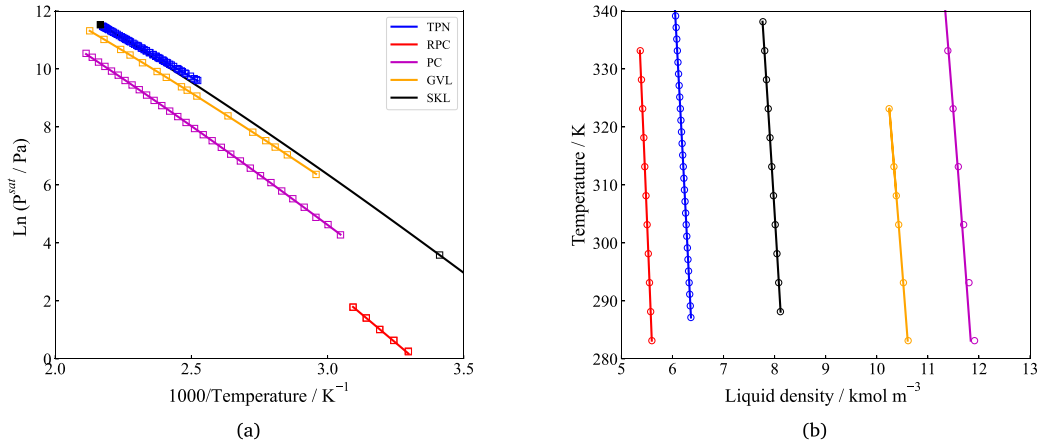 12
10
8
6
4
2
0
Ln (P^sat / Pa)
2.0 2.5 3.0 3.5
1000/Temperature / K⁻¹
TPN
RPC
PC
GVL
SKL
(a)
340
330
320
310
300
290
280
Temperature / K
5 6 7 8 9 10 11 12 13
Liquid density / kmol m⁻³
(b)